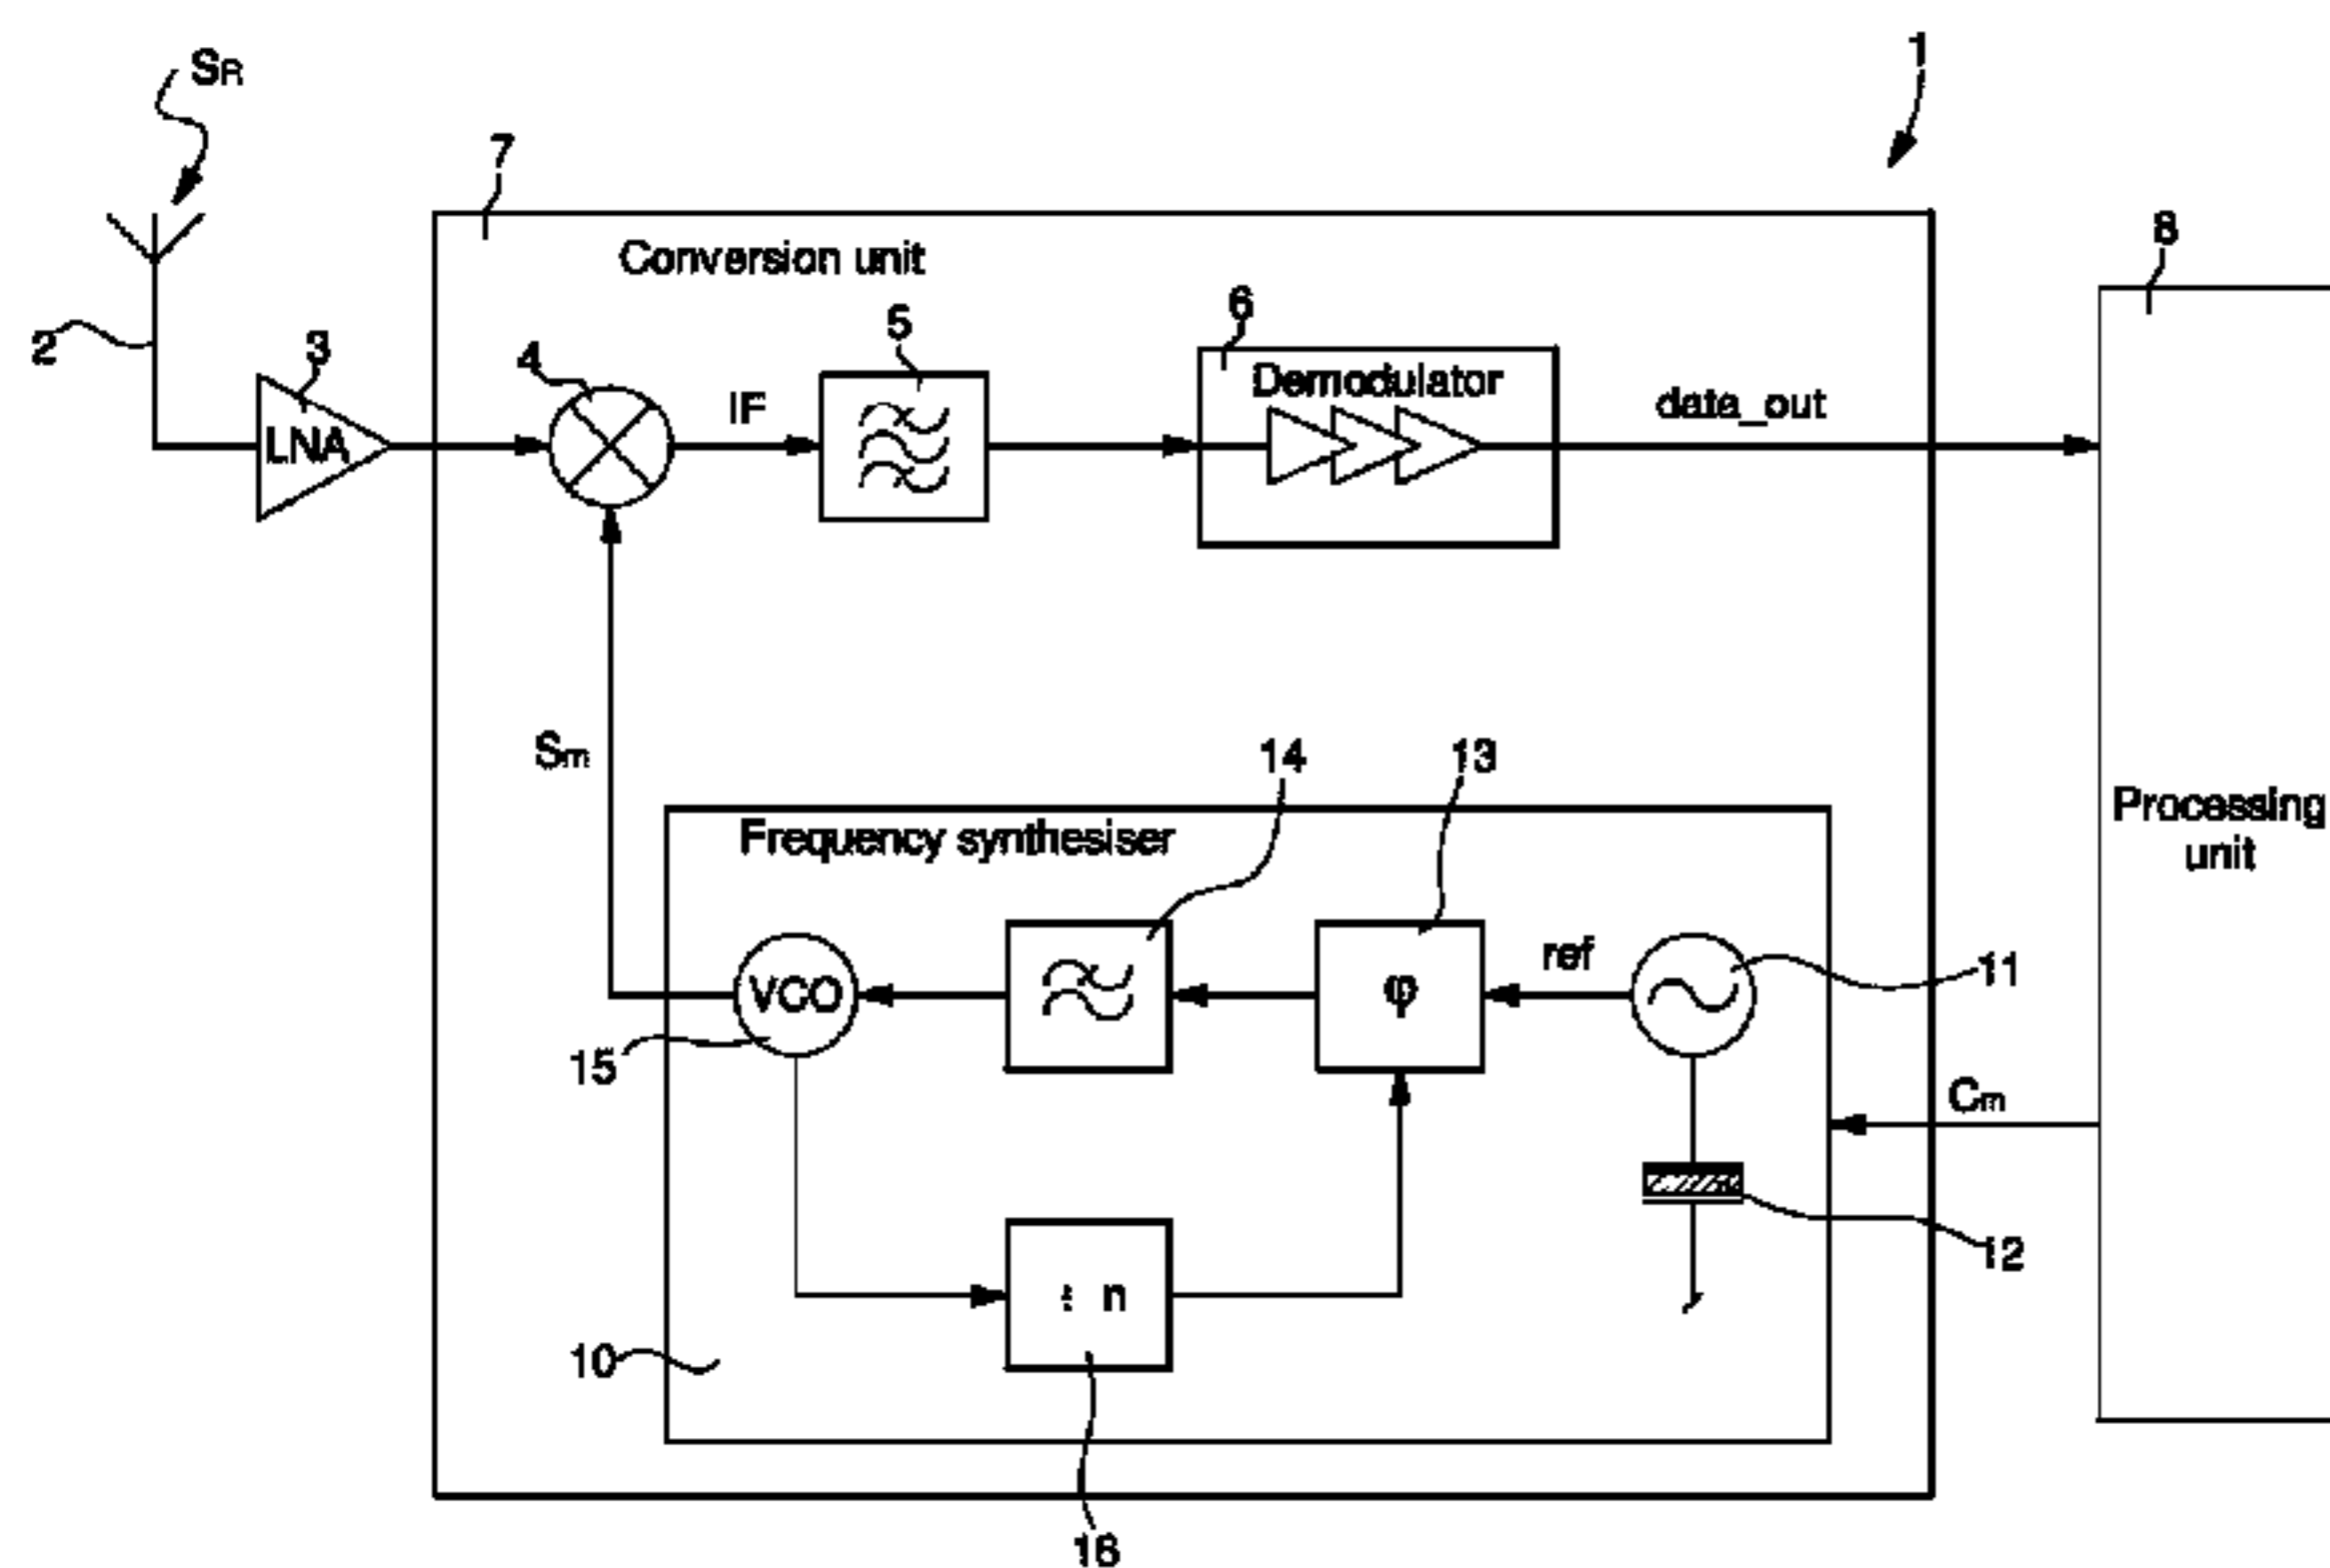 SR
1
7
8
Conversion unit
2
3
LNA
4
IF
5
6
Demodulator
data_out
Sm
14
13
Processing
unit
Frequency synthesiser
VCO
φ
ref
11
15
Cm
12
÷ n
10
16